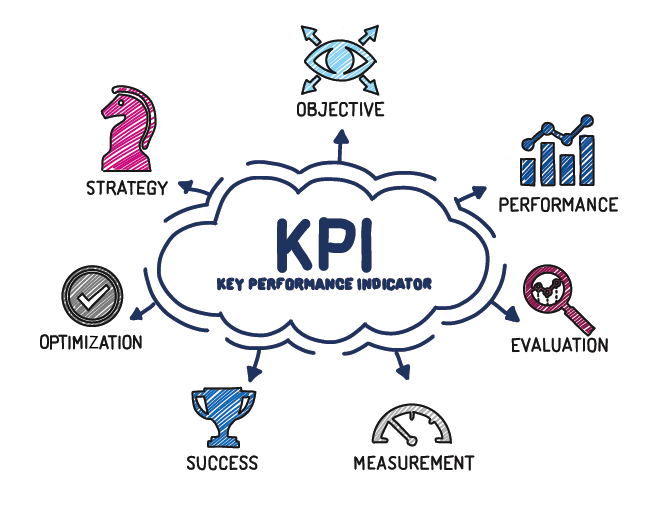 OBJECTIVE
STRATEGY
PERFORMANCE
KPI
KEY PERFORMANCE INDICATOR
OPTIMIZATION
EVALUATION
SUCCESS
MEASUREMENT